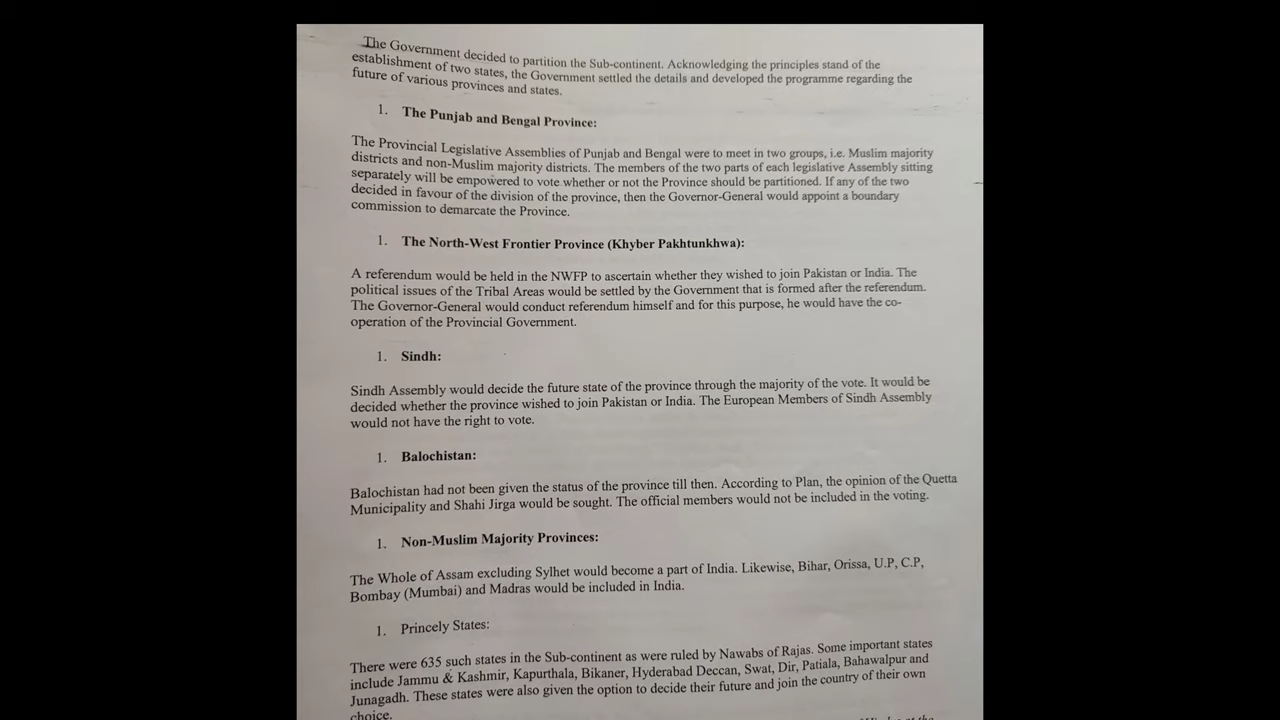 The Government decided to partition the Sub-continent. Acknowledging the principles stand of the
establishment of two states, the Government settled the details and developed the programme regarding the
future of various provinces and states.
1. The Punjab and Bengal Province:
The Provincial Legislative Assemblies of Punjab and Bengal were to meet in two groups, i.e. Muslim majority
districts and non-Muslim majority districts. The members of the two parts of each legislative Assembly sitting
separately will be empowered to vote whether or not the Province should be partitioned. If any of the two
decided in favour of the division of the province, then the Governor-General would appoint a boundary
commission to demarcate the Province.
1. The North-West Frontier Province (Khyber Pakhtunkhwa):
A referendum would be held in the NWFP to ascertain whether they wished to join Pakistan or India. The
political issues of the Tribal Areas would be settled by the Government that is formed after the referendum.
The Governor-General would conduct referendum himself and for this purpose, he would have the co-
operation of the Provincial Government.
1. Sindh:
Sindh Assembly would decide the future state of the province through the majority of the vote. It would be
decided whether the province wished to join Pakistan or India. The European Members of Sindh Assembly
would not have the right to vote.
1. Balochistan:
Balochistan had not been given the status of the province till then. According to Plan, the opinion of the Quetta
Municipality and Shahi Jirga would be sought. The official members would not be included in the voting.
1. Non-Muslim Majority Provinces:
The Whole of Assam excluding Sylhet would become a part of India. Likewise, Bihar, Orissa, U.P, C.P,
Bombay (Mumbai) and Madras would be included in India.
1. Princely States:
There were 635 such states in the Sub-continent as were ruled by Nawabs of Rajas. Some important states
include Jammu & Kashmir, Kapurthala, Bikaner, Hyderabad Deccan, Swat, Dir, Patiala, Bahawalpur and
Junagadh. These states were also given the option to decide their future and join the country of their own
choice.